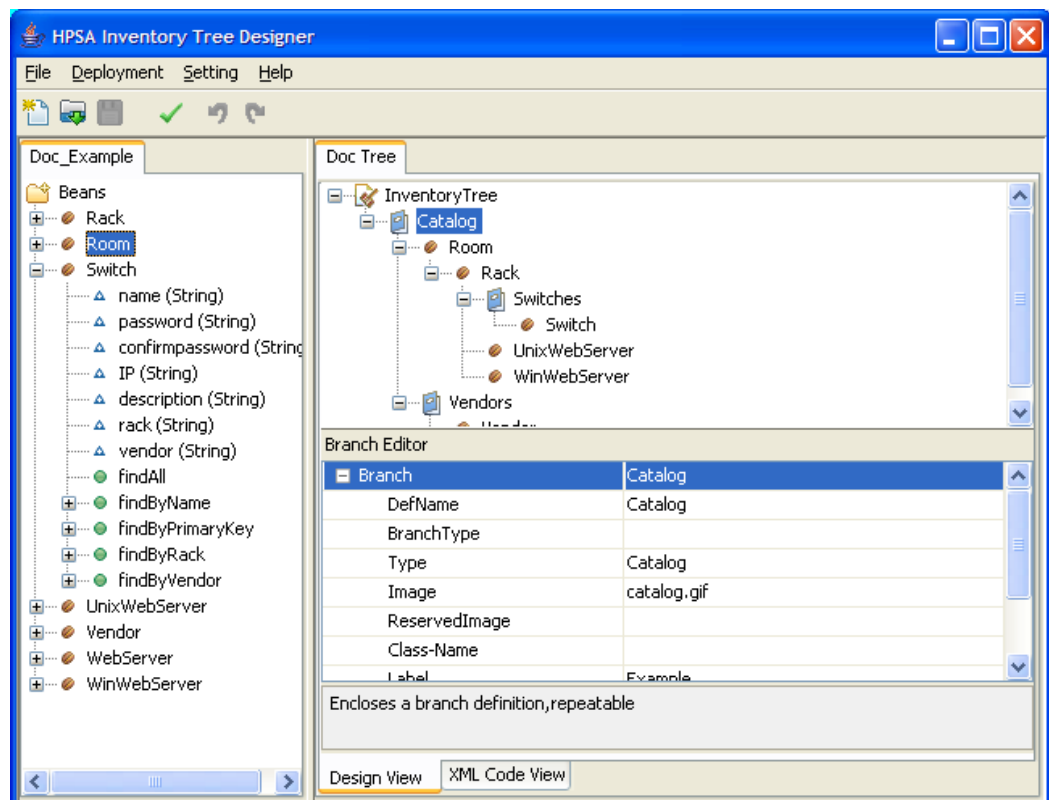 HPSA Inventory Tree Designer
File Deployment Setting Help
Doc_Example
Beans
Rack
Room
Switch
name (String)
password (String)
confirmpassword (String
IP (String)
description (String)
rack (String)
vendor (String)
findAll
findByName
findByPrimaryKey
findByRack
findByVendor
UnixWebServer
Vendor
WebServer
WinWebServer
Doc Tree
InventoryTree
Catalog
Room
Rack
Switches
Switch
UnixWebServer
WinWebServer
Vendors
Vendor
Branch Editor
Branch Catalog
DefName Catalog
BranchType
Type Catalog
Image catalog.gif
ReservedImage
Class-Name
Label Example
Encloses a branch definition,repeatable
Design View XML Code View